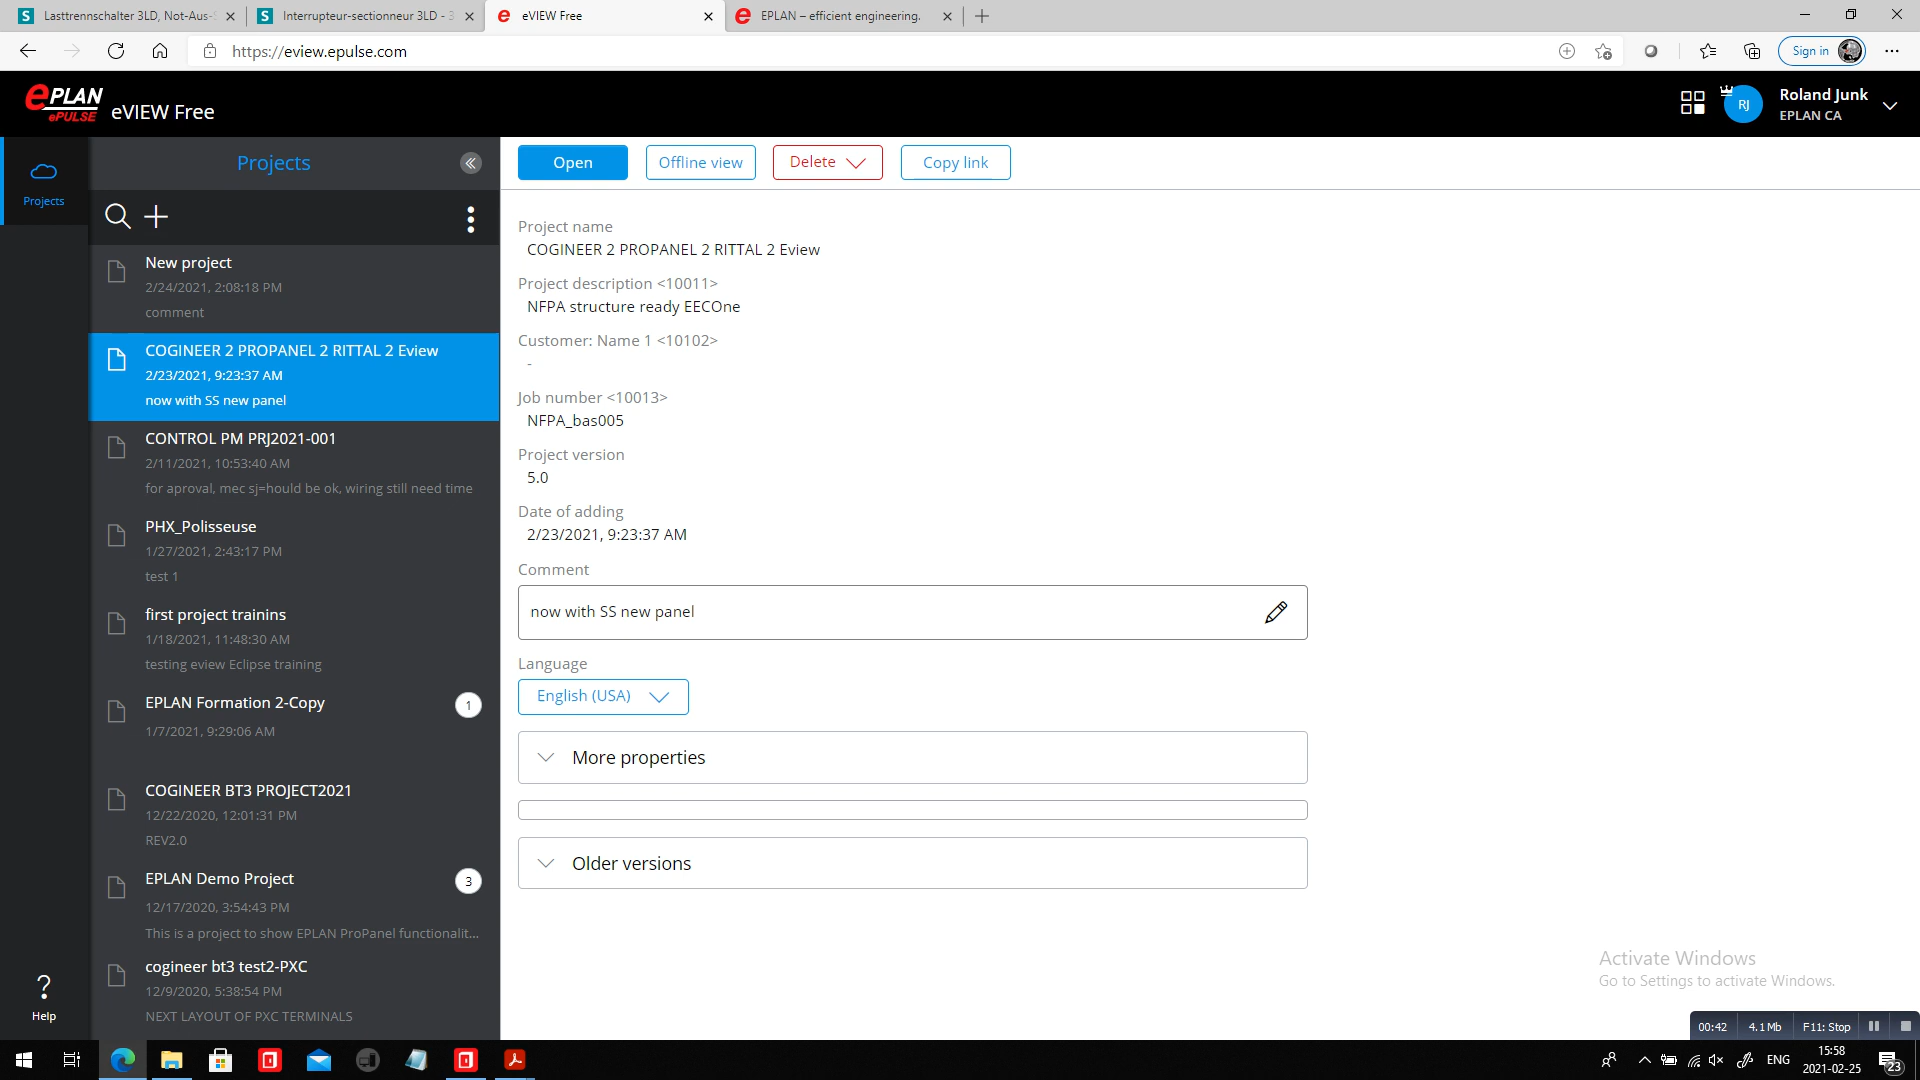 Lasttrennschalter 3LD, Not-Aus-
Interrupteur-sectionneur 3LD - 3
eVIEW Free
EPLAN – efficient engineering.
https://eview.epulse.com
Sign in
ePLAN
ePULSE
eVIEW Free
RJ
Roland Junk
EPLAN CA
Projects
Projects
Open
Offline view
Delete
Copy link
New project
2/24/2021, 2:08:18 PM
comment
COGINEER 2 PROPANEL 2 RITTAL 2 Eview
2/23/2021, 9:23:37 AM
now with SS new panel
CONTROL PM PRJ2021-001
2/11/2021, 10:53:40 AM
for aproval, mec sj=hould be ok, wiring still need time
PHX_Polisseuse
1/27/2021, 2:43:17 PM
test 1
first project trainins
1/18/2021, 11:48:30 AM
testing eview Eclipse training
EPLAN Formation 2-Copy
1
1/7/2021, 9:29:06 AM
COGINEER BT3 PROJECT2021
12/22/2020, 12:01:31 PM
REV2.0
EPLAN Demo Project
3
12/17/2020, 3:54:43 PM
This is a project to show EPLAN ProPanel functionalit...
cogineer bt3 test2-PXC
12/9/2020, 5:38:54 PM
NEXT LAYOUT OF PXC TERMINALS
Help
Project name
COGINEER 2 PROPANEL 2 RITTAL 2 Eview
Project description <10011>
NFPA structure ready EECOne
Customer: Name 1 <10102>
-
Job number <10013>
NFPA_bas005
Project version
5.0
Date of adding
2/23/2021, 9:23:37 AM
Comment
now with SS new panel
Language
English (USA)
More properties
Older versions
Activate Windows
Go to Settings to activate Windows.
00:42
4.1 Mb
F11: Stop
ENG
15:58
2021-02-25
23